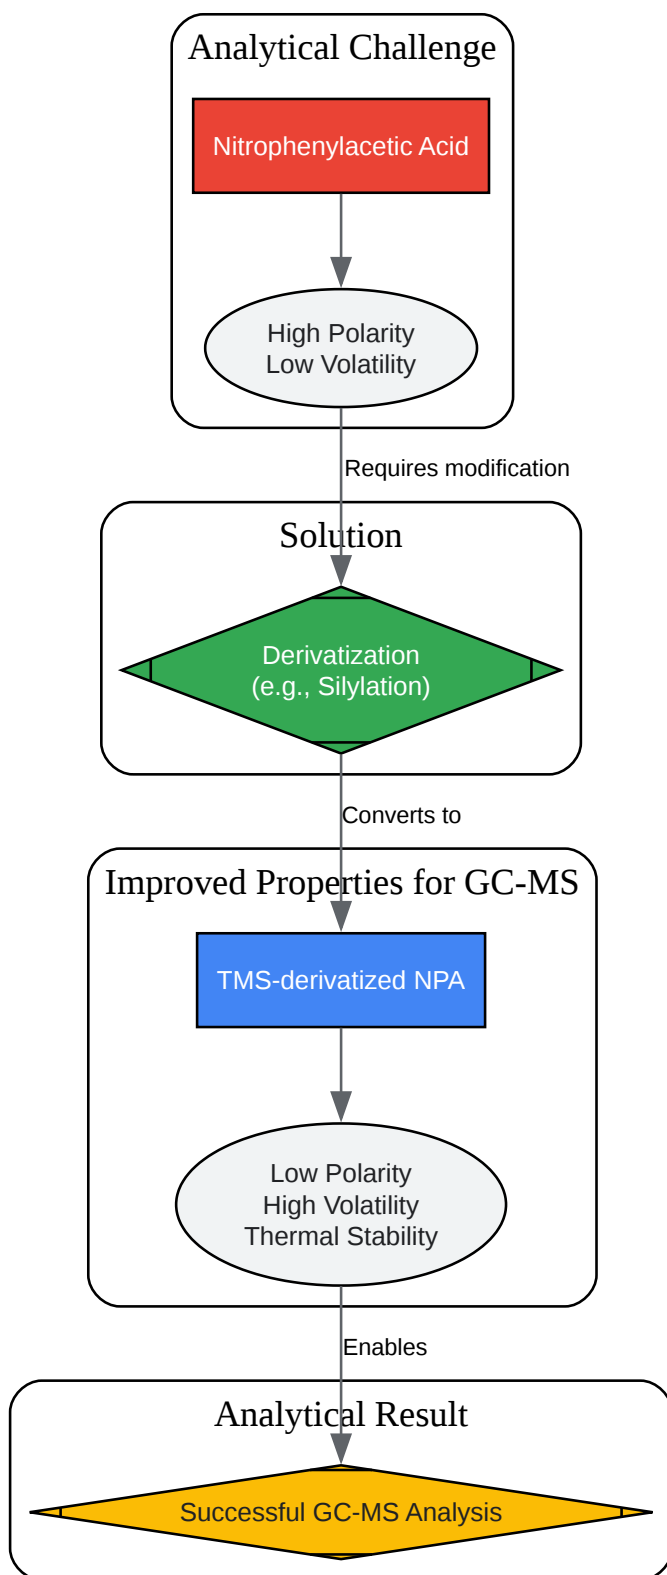 Analytical Challenge
Nitrophenylacetic Acid
High Polarity
Low Volatility
Requires modification
Solution
Derivatization
(e.g., Silylation)
Converts to
Improved Properties for GC-MS
TMS-derivatized NPA
Low Polarity
High Volatility
Thermal Stability
Enables
Analytical Result
Successful GC-MS Analysis